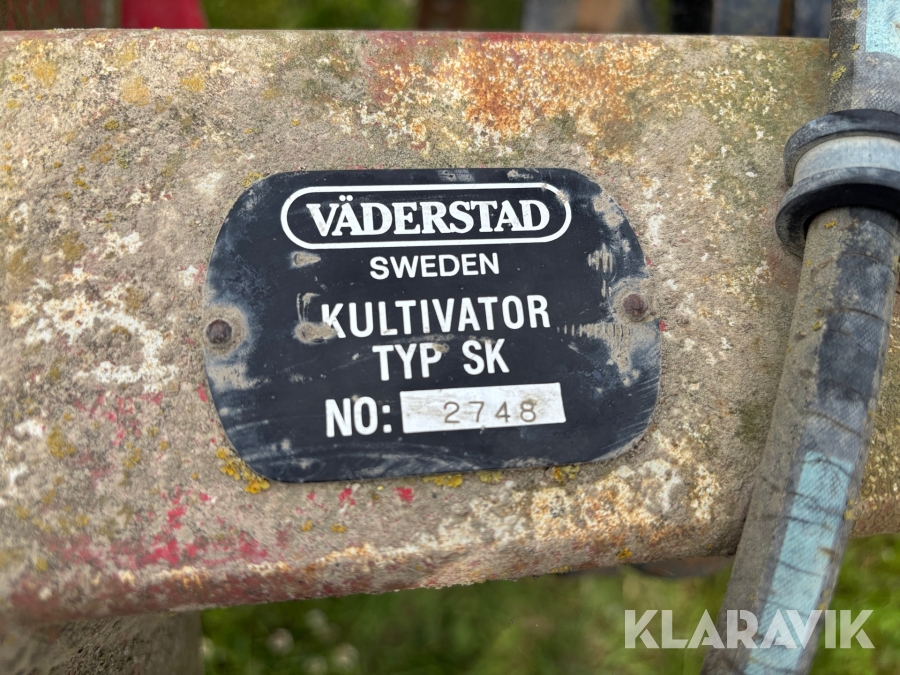 VÄDERSTAD
SWEDEN
KULTIVATOR
TYP SK
NO: 2748
KLARAVIK